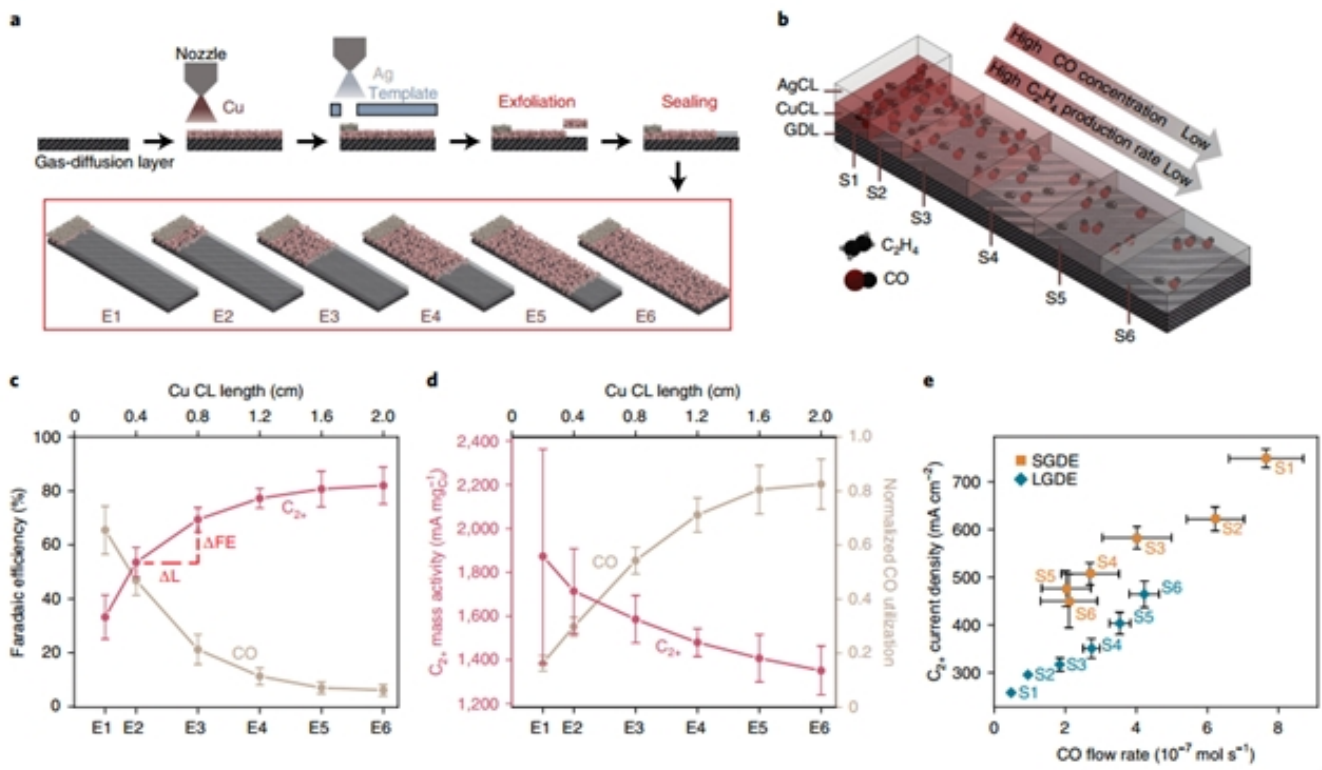 a
Nozzle
Cu
Ag
Template
Exfoliation
Sealing
Gas-diffusion layer
E1
E2
E3
E4
E5
E6
b
High CO concentration Low
High C₂H₄ production rate Low
AgCL
CuCL
GDL
S1
S2
S3
S4
S5
S6
C₂H₄
CO
c
Cu CL length (cm)
0 0.4 0.8 1.2 1.6 2.0
Faradaic efficiency (%)
100
80
60
40
20
0
ΔFE
ΔL
C₂₊
CO
E1 E2 E3 E4 E5 E6
d
Cu CL length (cm)
0 0.4 0.8 1.2 1.6 2.0
C₂₊ mass activity (mA mg⁻¹Cu)
2,400
2,200
2,000
1,800
1,600
1,400
1,200
CO
C₂₊
1.0
0.8
0.6
0.4
0.2
0
Normalized CO utilization
E1 E2 E3 E4 E5 E6
e
SGDE
LGDE
C₂₊ current density (mA cm⁻²)
700
600
500
400
300
S1
S2
S3
S4
S5
S6
S6
S5
S4
S3
S2
S1
0 2 4 6 8
CO flow rate (10⁻⁷ mol s⁻¹)